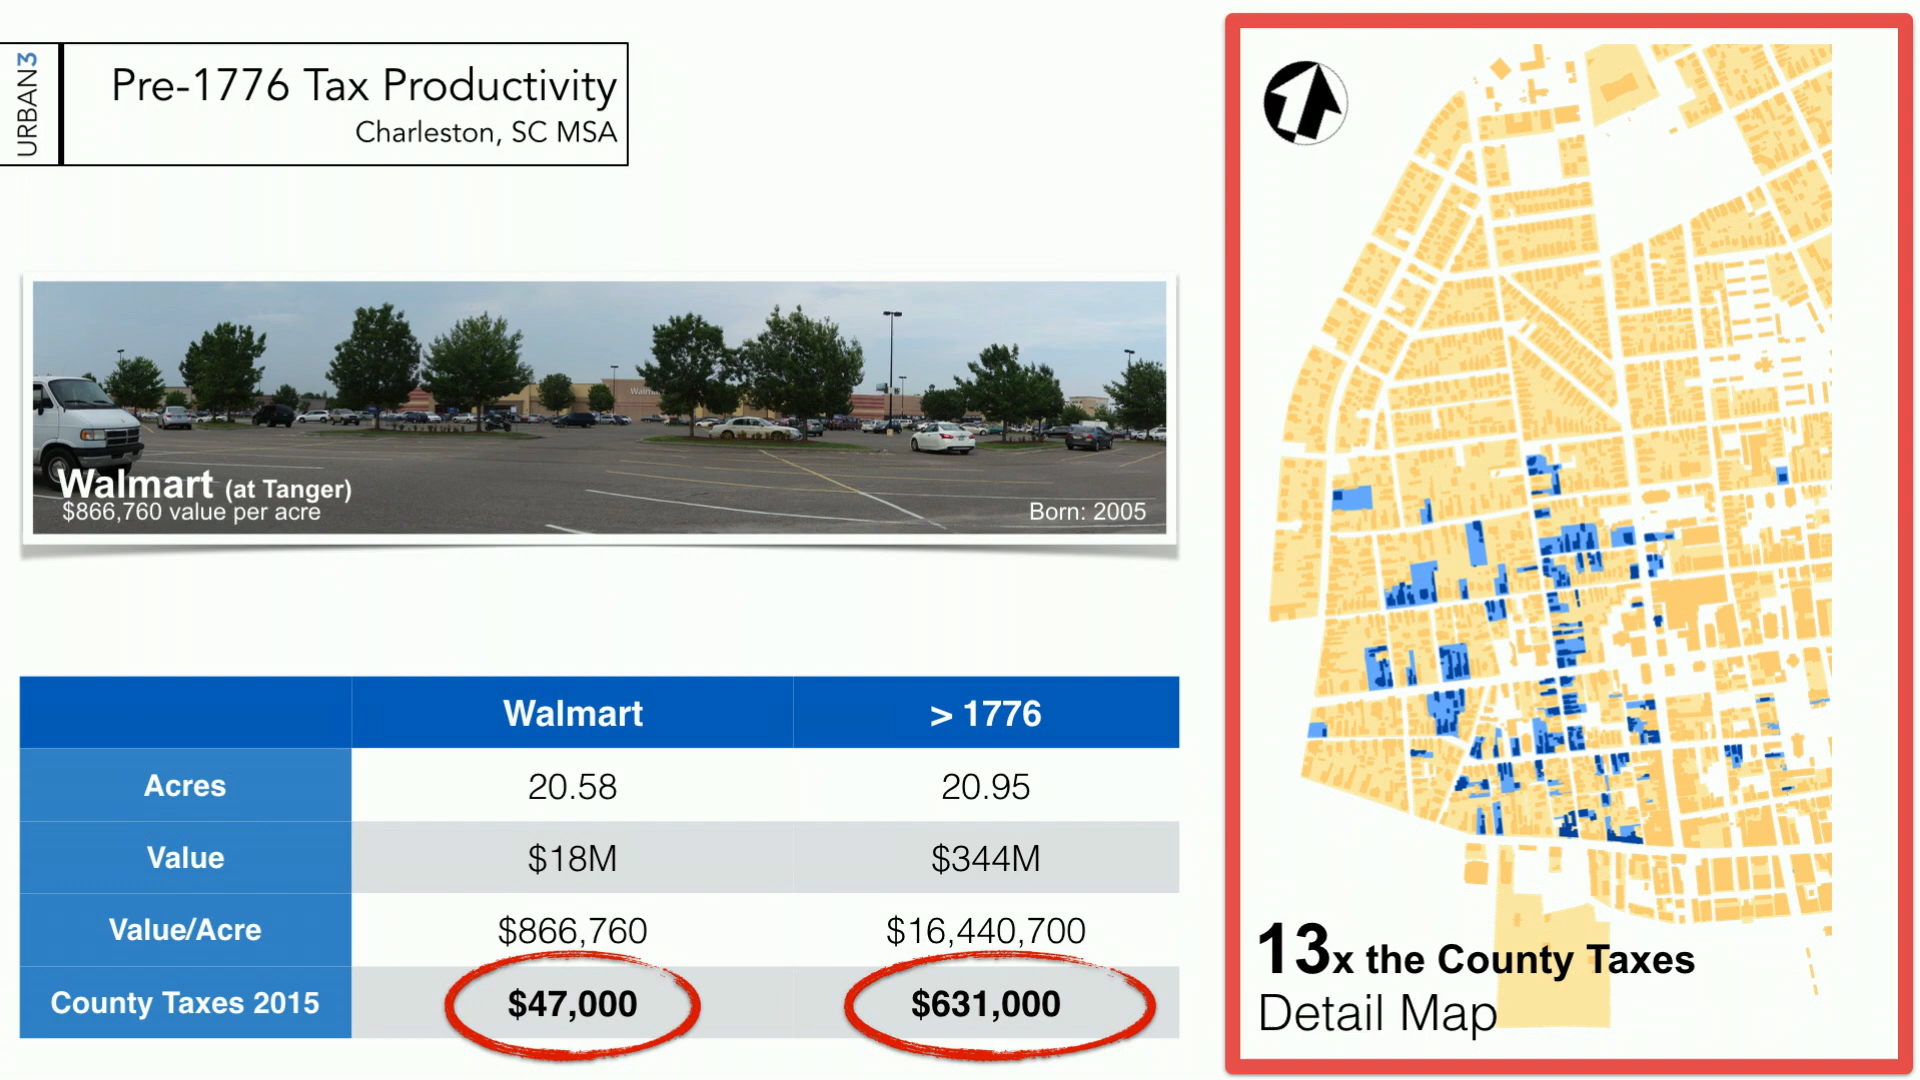 URBAN3
Pre-1776 Tax Productivity
Charleston, SC MSA
Walmart (at Tanger)
$866,760 value per acre
Born: 2005
Walmart > 1776
Acres 20.58 20.95
Value $18M $344M
Value/Acre $866,760 $16,440,700
County Taxes 2015 $47,000 $631,000
13x the County Taxes
Detail Map